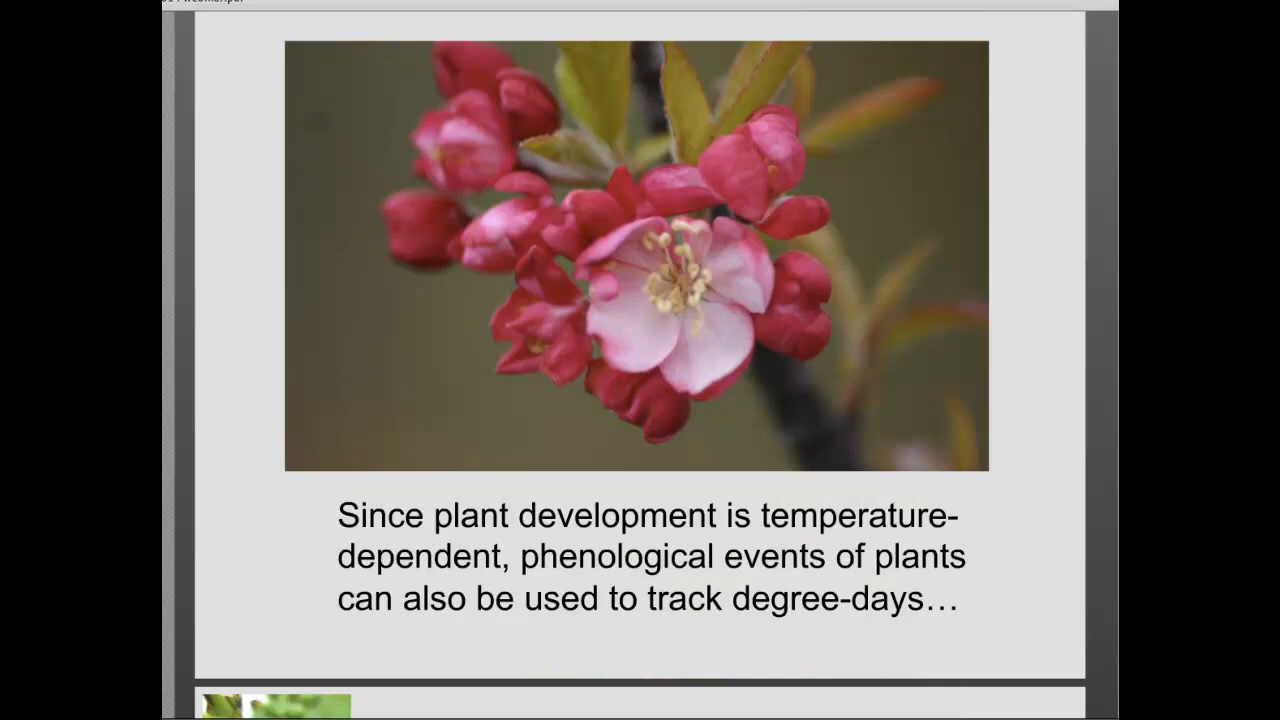 Since plant development is temperature-
dependent, phenological events of plants
can also be used to track degree-days…